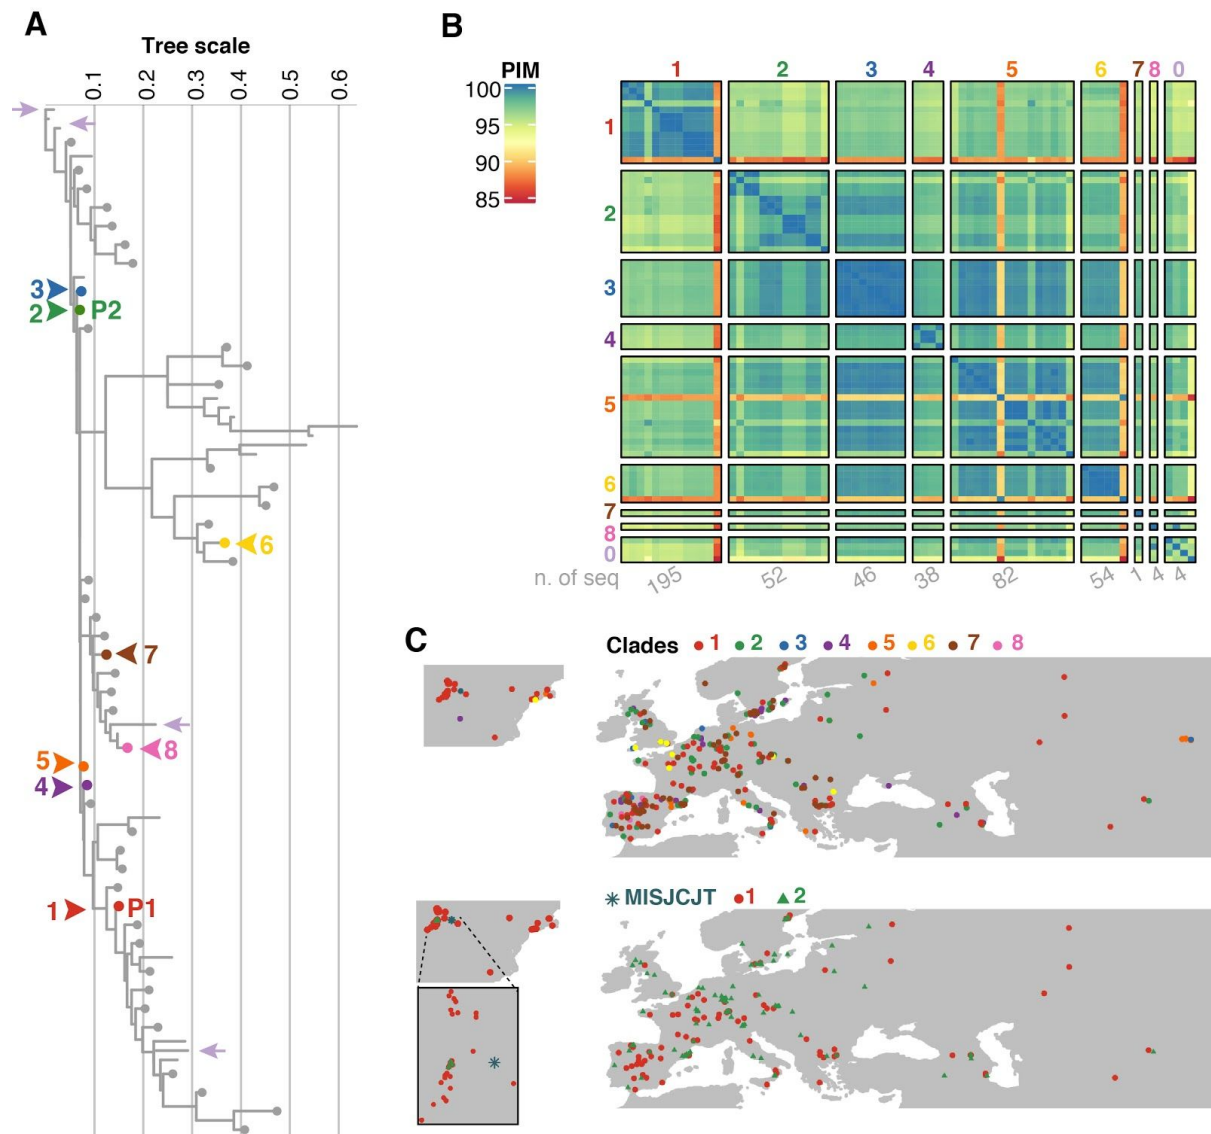 A
Tree scale
0.1 0.2 0.3 0.4 0.5 0.6
3
2 P2
6
7
8
5
4
1 P1
B
PIM
100
95
90
85
1 2 3 4 5 6 7 8 0
1
2
3
4
5
6
7
8
0
n. of seq 195 52 46 38 82 54 1 4 4
C
Clades 1 2 3 4 5 6 7 8
MISJCJT 1 2